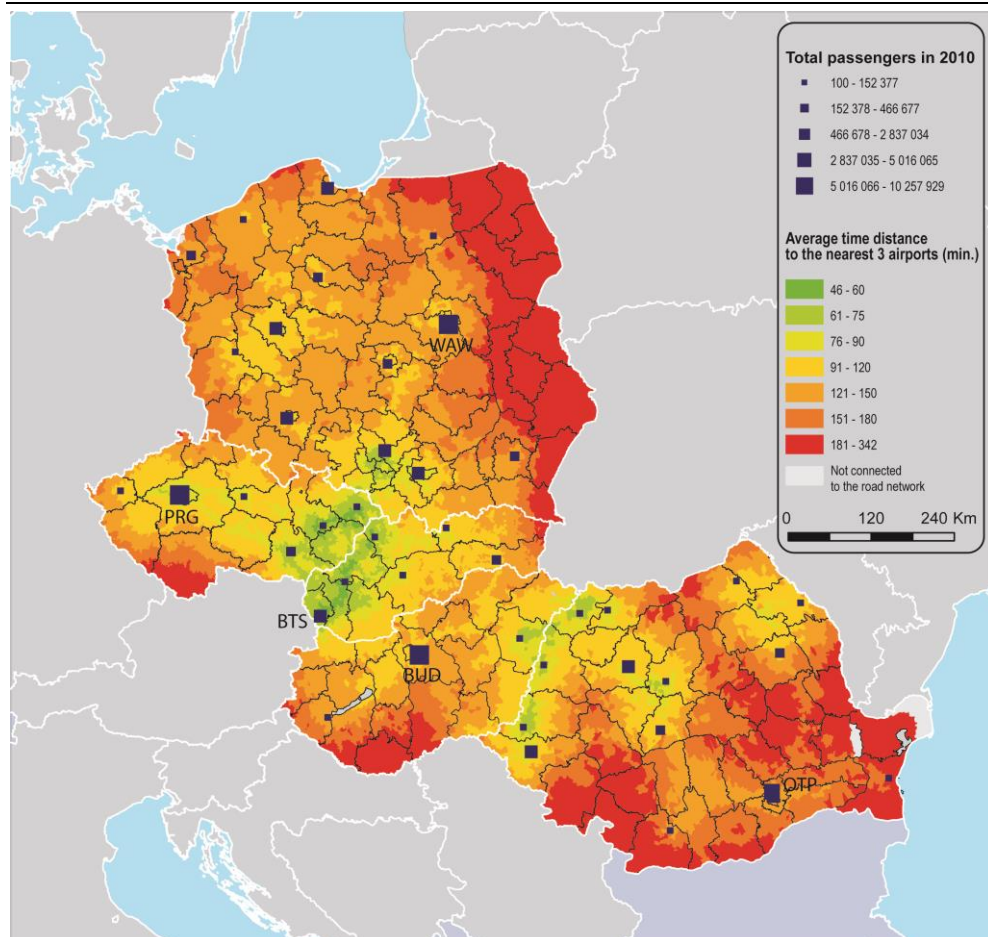 Total passengers in 2010
100 - 152 377
152 378 - 466 677
466 678 - 2 837 034
2 837 035 - 5 016 065
5 016 066 - 10 257 929
Average time distance
to the nearest 3 airports (min.)
46 - 60
61 - 75
76 - 90
91 - 120
121 - 150
151 - 180
181 - 342
Not connected
to the road network
0 120 240 Km
WAW
PRG
BTS
BUD
OTP